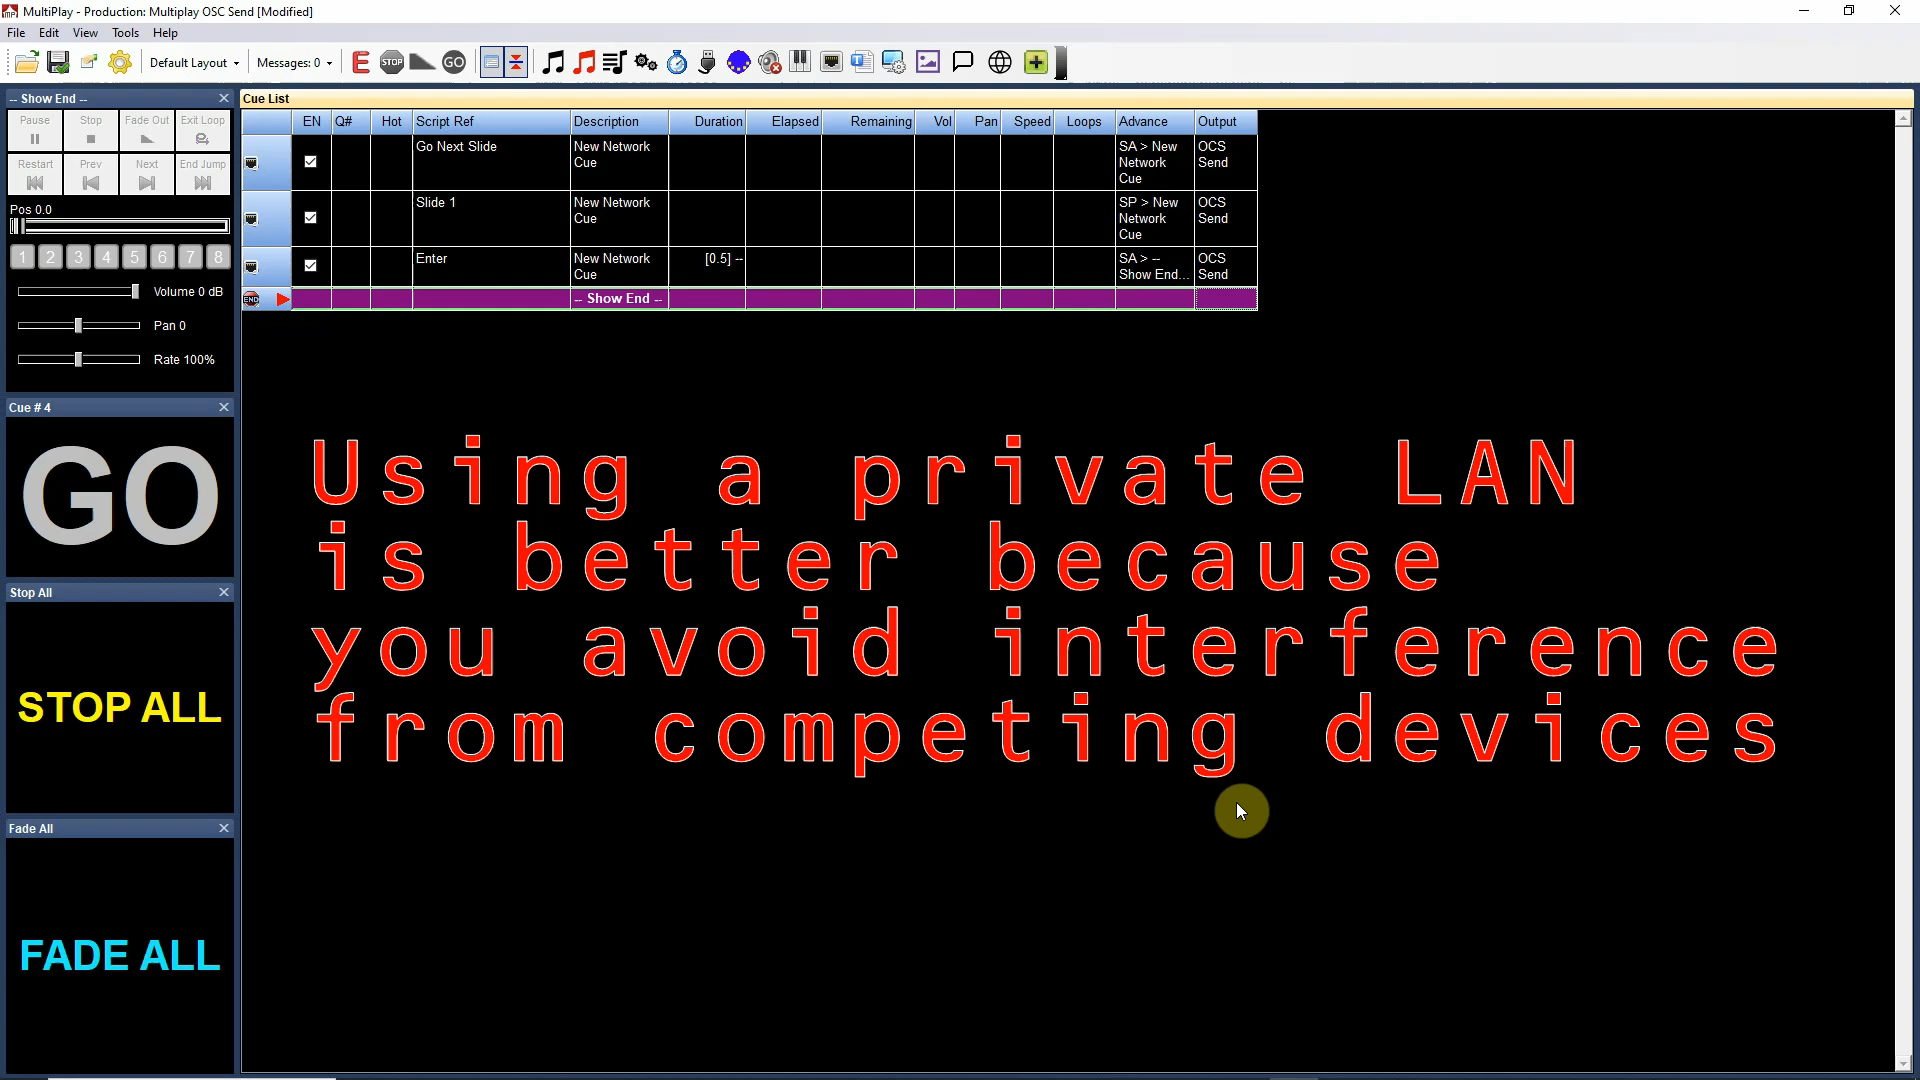 MultiPlay - Production: Multiplay OSC Send [Modified]
File Edit View Tools Help
Default Layout Messages: 0 E STOP GO
-- Show End --
Pause Stop Fade Out Exit Loop
Restart Prev Next End Jump
Pos 0.0
1 2 3 4 5 6 7 8
Volume 0 dB
Pan 0
Rate 100%
Cue # 4
GO
Stop All
STOP ALL
Fade All
FADE ALL
Cue List
EN Q# Hot Script Ref Description Duration Elapsed Remaining Vol Pan Speed Loops Advance Output
Go Next Slide New Network SA > New OCS
Cue Network Send
Cue
Slide 1 New Network SP > New OCS
Cue Network Send
Cue
Enter New Network [0.5] -- SA > -- OCS
Cue Show End... Send
END -- Show End --
Using a private LAN
is better because
you avoid interference
from competing devices